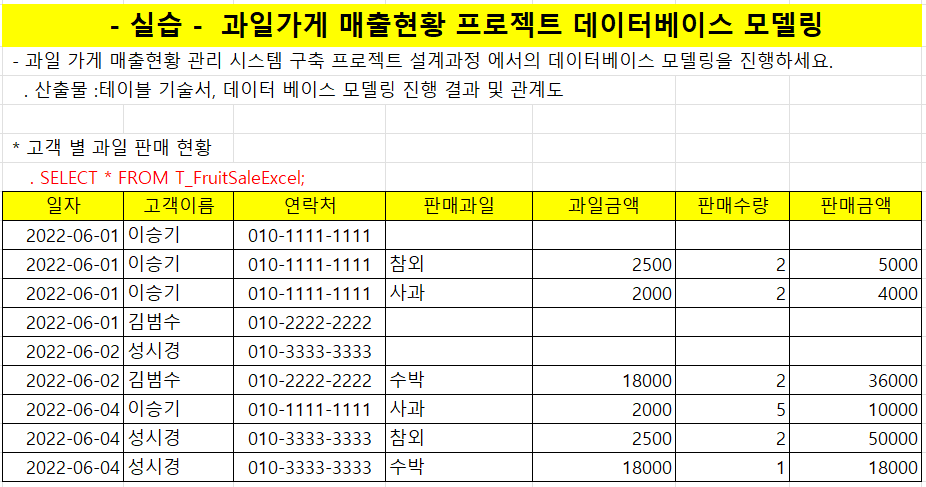 - 실습 - 과일가게 매출현황 프로젝트 데이터베이스 모델링
- 과일 가게 매출현황 관리 시스템 구축 프로젝트 설계과정 에서의 데이터베이스 모델링을 진행하세요.
. 산출물 :테이블 기술서, 데이터 베이스 모델링 진행 결과 및 관계도
* 고객 별 과일 판매 현황
. SELECT * FROM T_FruitSaleExcel;
일자 고객이름 연락처 판매과일 과일금액 판매수량 판매금액
2022-06-01 이승기 010-1111-1111
2022-06-01 이승기 010-1111-1111 참외 2500 2 5000
2022-06-01 이승기 010-1111-1111 사과 2000 2 4000
2022-06-01 김범수 010-2222-2222
2022-06-02 성시경 010-3333-3333
2022-06-02 김범수 010-2222-2222 수박 18000 2 36000
2022-06-04 이승기 010-1111-1111 사과 2000 5 10000
2022-06-04 성시경 010-3333-3333 참외 2500 2 50000
2022-06-04 성시경 010-3333-3333 수박 18000 1 18000